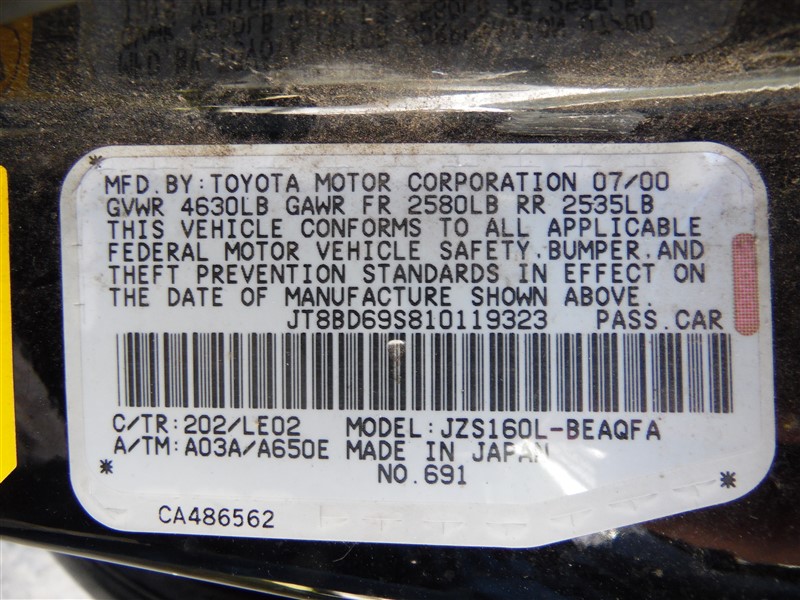 MFD.BY:TOYOTA MOTOR CORPORATION 07/00
GVWR 4630LB GAWR FR 2580LB RR 2535LB
THIS VEHICLE CONFORMS TO ALL APPLICABLE
FEDERAL MOTOR VEHICLE SAFETY,BUMPER,AND
THEFT PREVENTION STANDARDS IN EFFECT ON
THE DATE OF MANUFACTURE SHOWN ABOVE.
JT8BD69S810119323 PASS.CAR
C/TR:202/LE02 MODEL:JZS160L-BEAQFA
A/TM:A03A/A650E MADE IN JAPAN
NO.691
CA486562